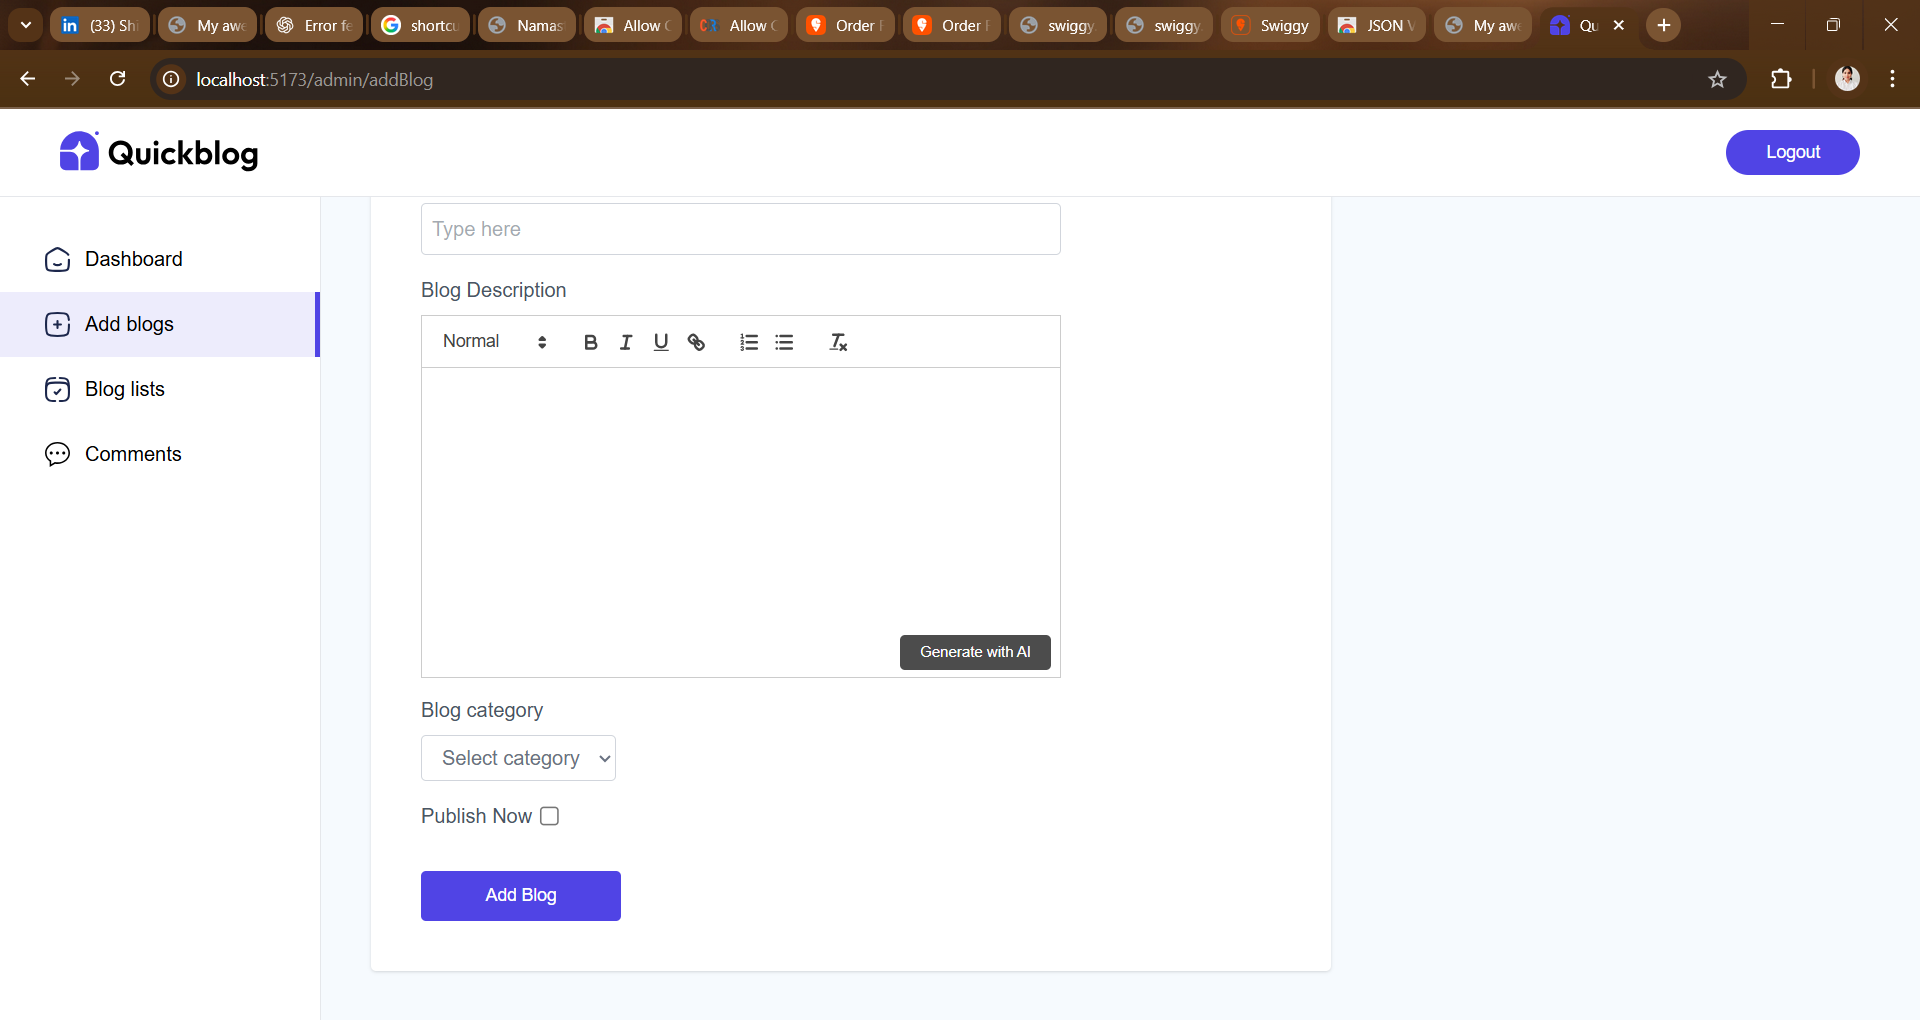 (33) Shi
My awe
Error fe
shortcu
Namas
Allow C
Allow C
Order F
Order F
swiggy
swiggy
Swiggy
JSON V
My awe
Qu
localhost:5173/admin/addBlog
Quickblog
Logout
Dashboard
Add blogs
Blog lists
Comments
Type here
Blog Description
Normal
Generate with AI
Blog category
Select category
Publish Now
Add Blog